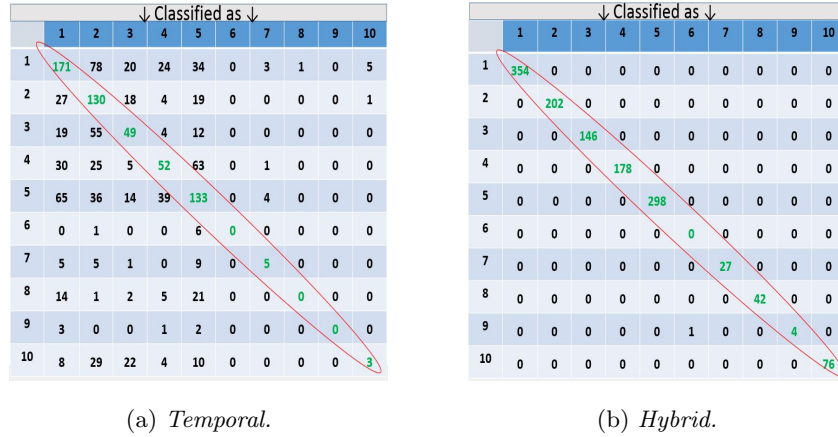 ↓ Classified as ↓
1 2 3 4 5 6 7 8 9 10
1 171 78 20 24 34 0 3 1 0 5
2 27 130 18 4 19 0 0 0 0 1
3 19 55 49 4 12 0 0 0 0 0
4 30 25 5 52 63 0 1 0 0 0
5 65 36 14 39 133 0 4 0 0 0
6 0 1 0 0 6 0 0 0 0 0
7 5 5 1 0 9 0 5 0 0 0
8 14 1 2 5 21 0 0 0 0 0
9 3 0 0 1 2 0 0 0 0 0
10 8 29 22 4 10 0 0 0 0 3
(a) Temporal.
↓ Classified as ↓
1 2 3 4 5 6 7 8 9 10
1 354 0 0 0 0 0 0 0 0 0
2 0 202 0 0 0 0 0 0 0 0
3 0 0 146 0 0 0 0 0 0 0
4 0 0 0 178 0 0 0 0 0 0
5 0 0 0 0 298 0 0 0 0 0
6 0 0 0 0 0 0 0 0 0 0
7 0 0 0 0 0 0 27 0 0 0
8 0 0 0 0 0 0 0 42 0 0
9 0 0 0 0 0 1 0 0 4 0
10 0 0 0 0 0 0 0 0 0 76
(b) Hybrid.